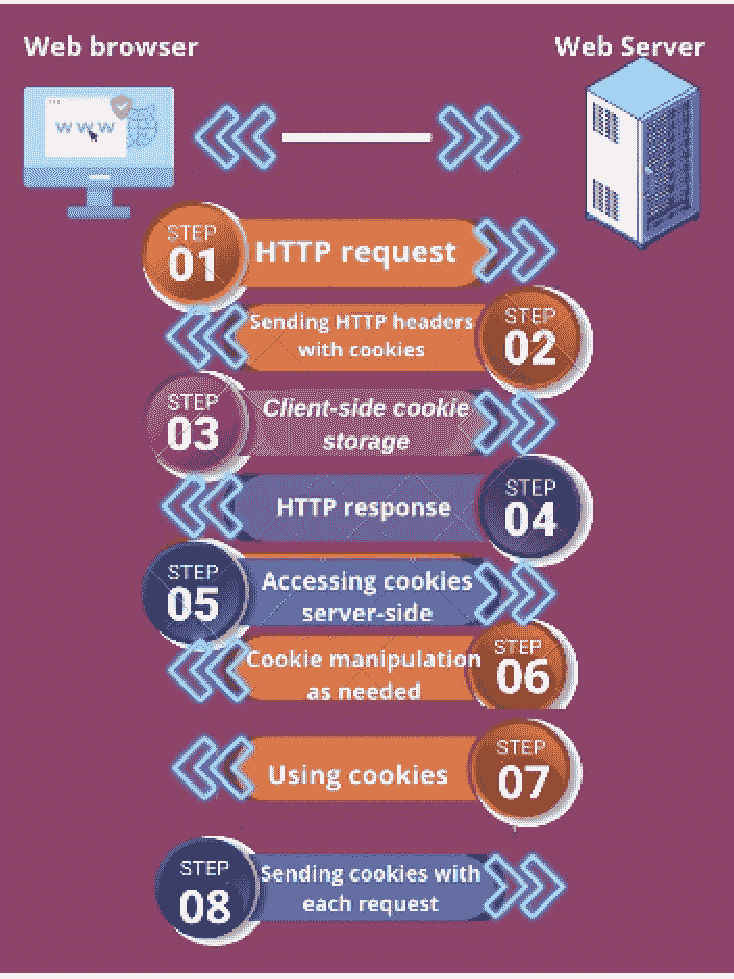 Web browser
Web Server
WWW
STEP
01
HTTP request
Sending HTTP headers
with cookies
STEP
02
STEP
03
Client-side cookie
storage
HTTP response
STEP
04
STEP
05
Accessing cookies
server-side
Cookie manipulation
as needed
STEP
06
Using cookies
STEP
07
STEP
08
Sending cookies with
each request